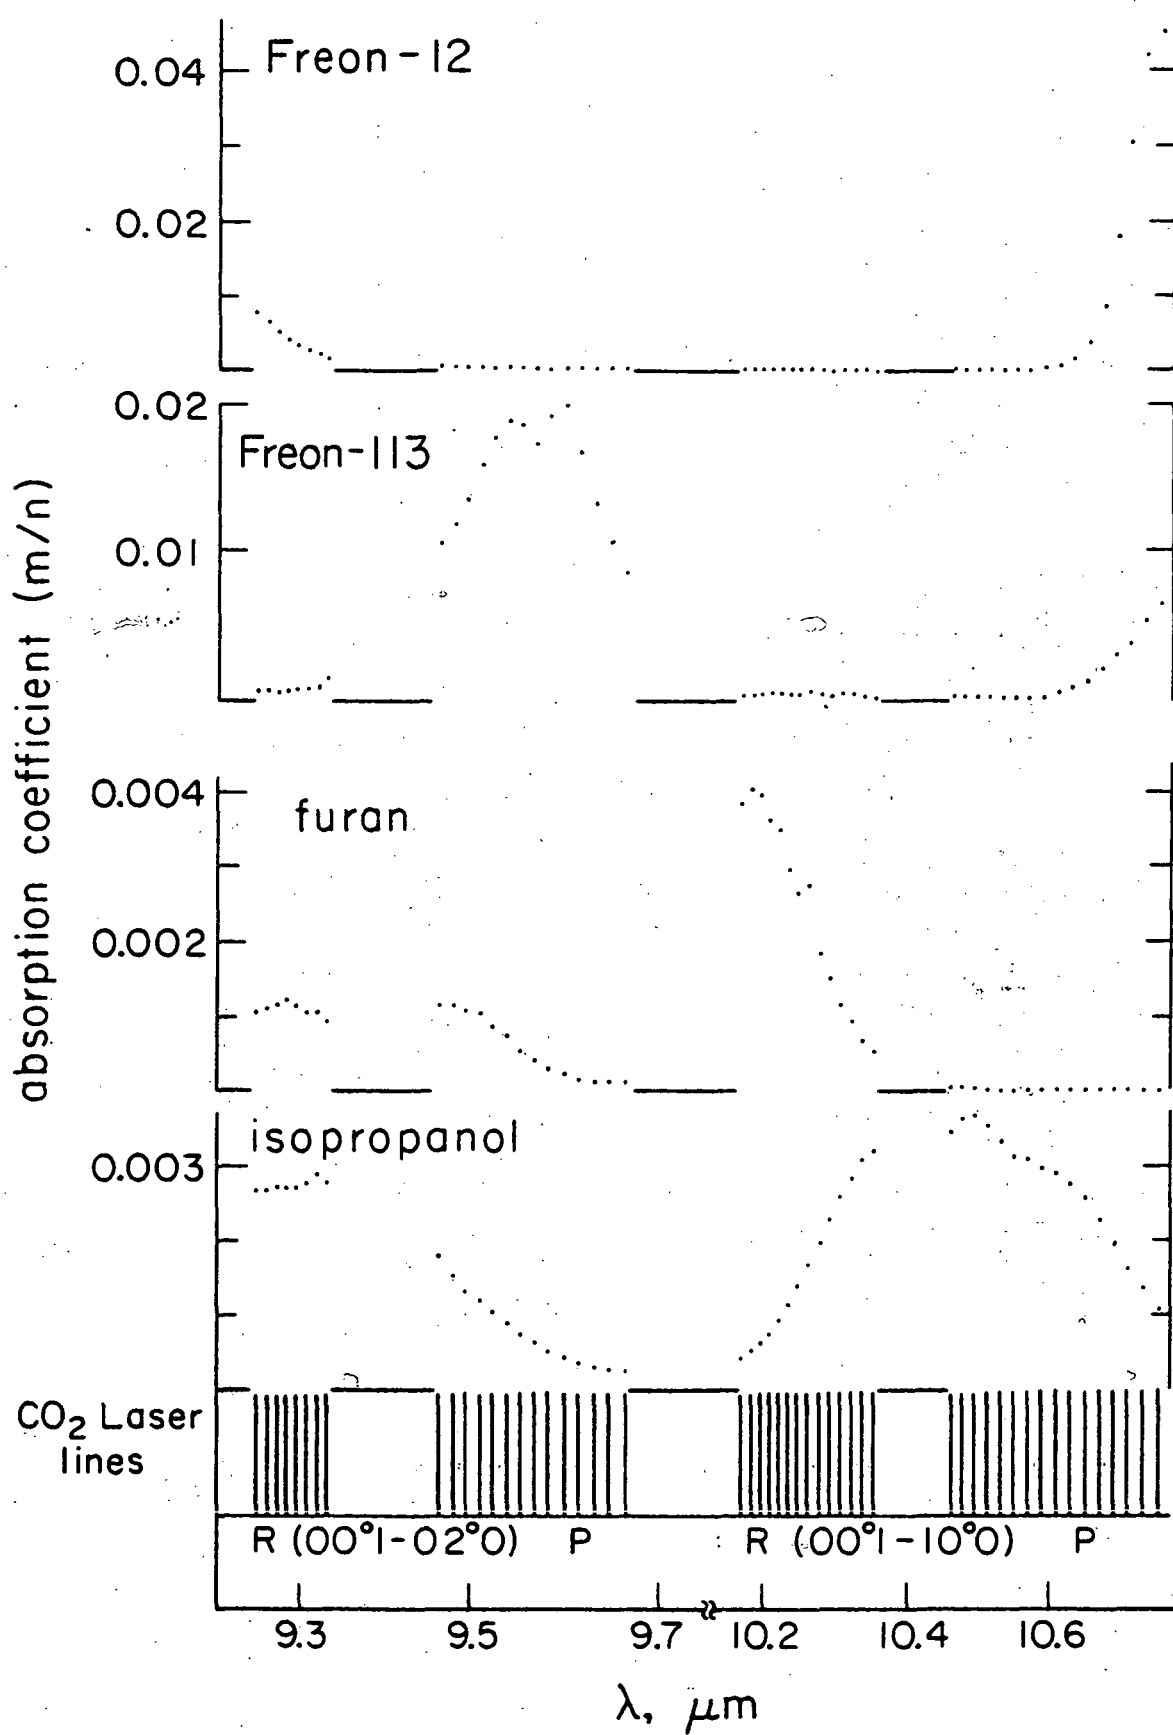 Freon-12
0.04
0.02
Freon-113
0.02
0.01
absorption coefficient (m/n)
furan
0.004
0.002
isopropanol
0.003
CO₂ Laser
lines
R (00°1-02°0) P R (00°1-10°0) P
9.3 9.5 9.7 10.2 10.4 10.6
λ, μm